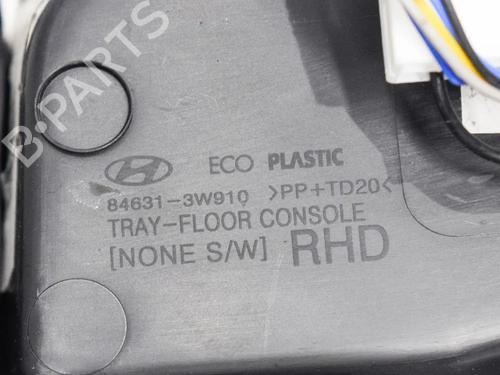 B-PARTS
ECO PLASTIC
84631-3W910 >PP+TD20<
TRAY-FLOOR CONSOLE
[NONE S/W] RHD